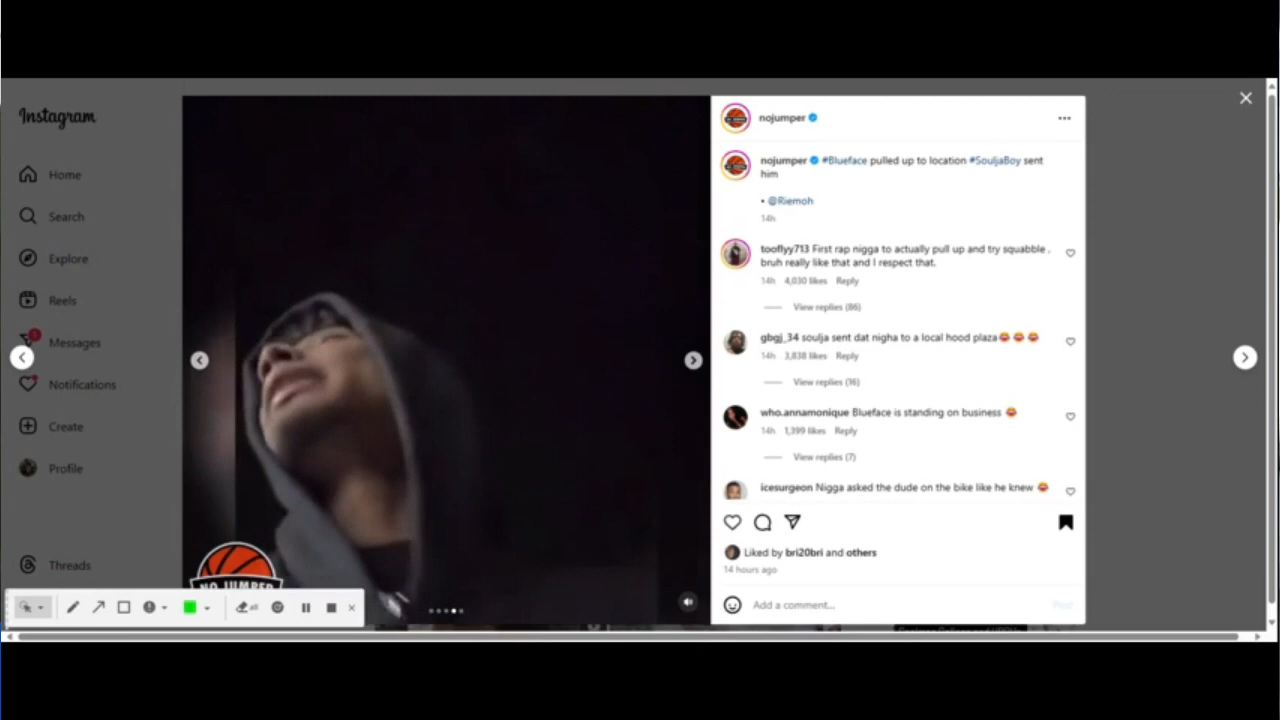 Instagram
Home
Search
Explore
Reels
Messages
Notifications
Create
Profile
Threads
NO JUMPER
nojumper
nojumper #Blueface pulled up to location #SouljaBoy sent
him
• @Riemoh
14h
tooflyy713 First rap nigga to actually pull up and try squabble .
bruh really like that and I respect that.
14h 4,030 likes Reply
View replies (86)
gbgj_34 soulja sent dat nigha to a local hood plaza😂😂😂
14h 3,838 likes Reply
View replies (16)
who.annamonique Blueface is standing on business 😂
14h 1,399 likes Reply
View replies (7)
icesurgeon Nigga asked the dude on the bike like he knew 😂
Liked by bri20bri and others
14 hours ago
Add a comment...
Post